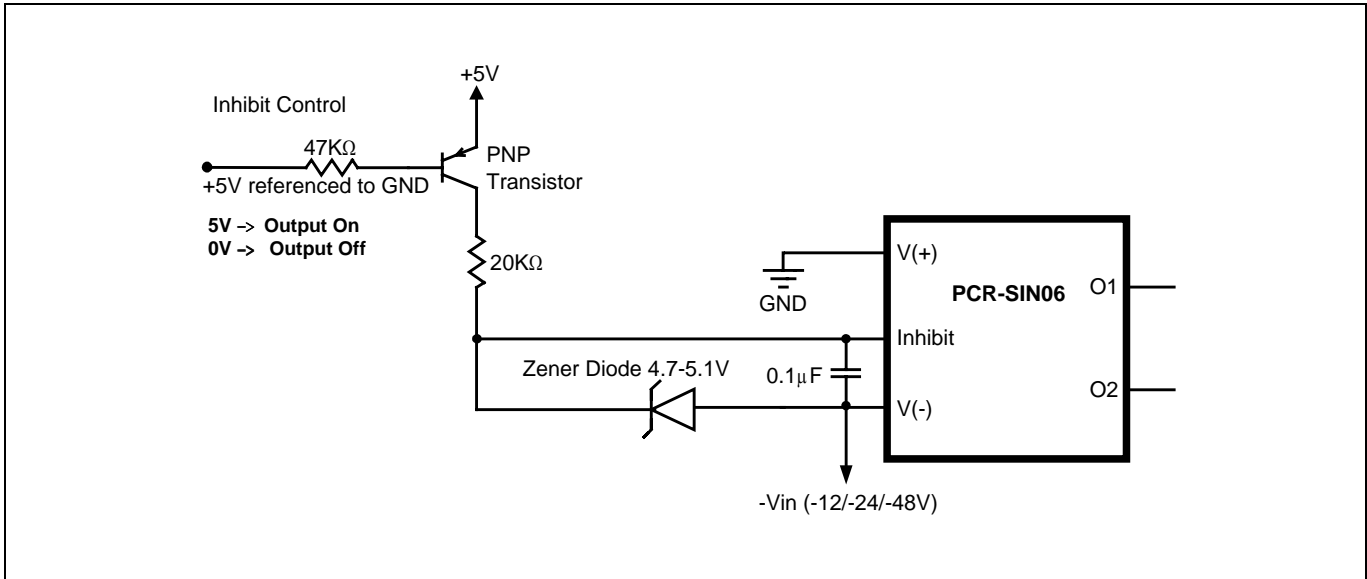 +5V
Inhibit Control
47KΩ
PNP
Transistor
+5V referenced to GND
5V –> Output On
0V –> Output Off
20KΩ
V(+)
GND
PCR-SIN06
O1
Inhibit
Zener Diode 4.7-5.1V
0.1μF
O2
V(-)
-Vin (-12/-24/-48V)